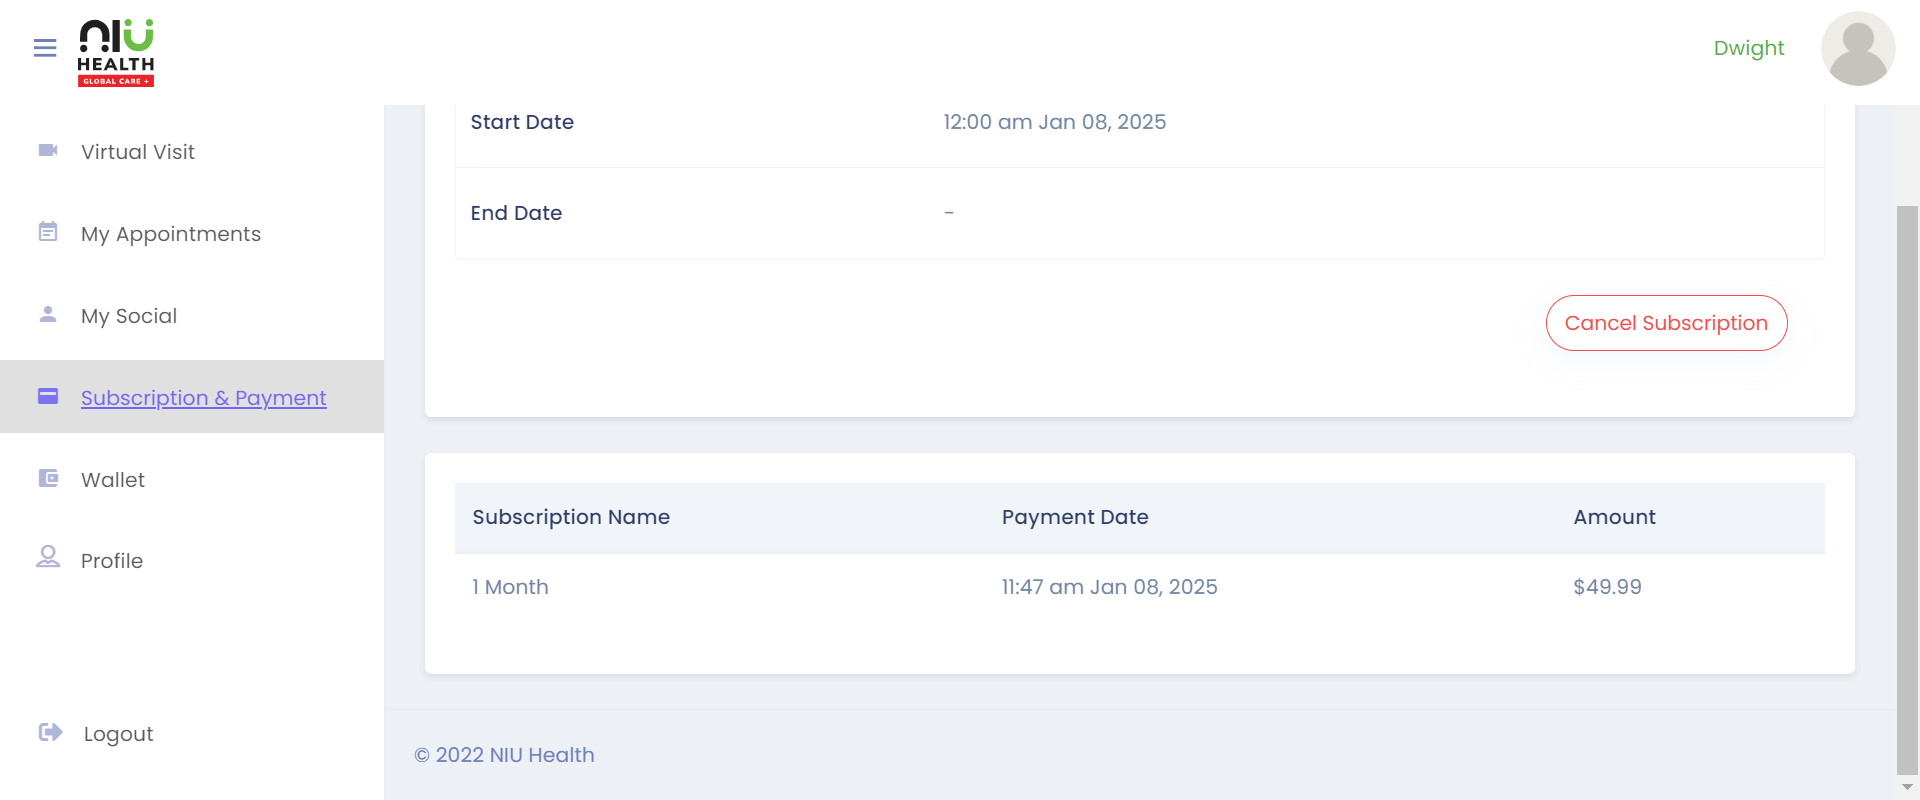 NIU
HEALTH
GLOBAL CARE +
Dwight
Virtual Visit
My Appointments
My Social
Subscription & Payment
Wallet
Profile
Logout
Start Date 12:00 am Jan 08, 2025
End Date -
Cancel Subscription
Subscription Name Payment Date Amount
1 Month 11:47 am Jan 08, 2025 $49.99
© 2022 NIU Health